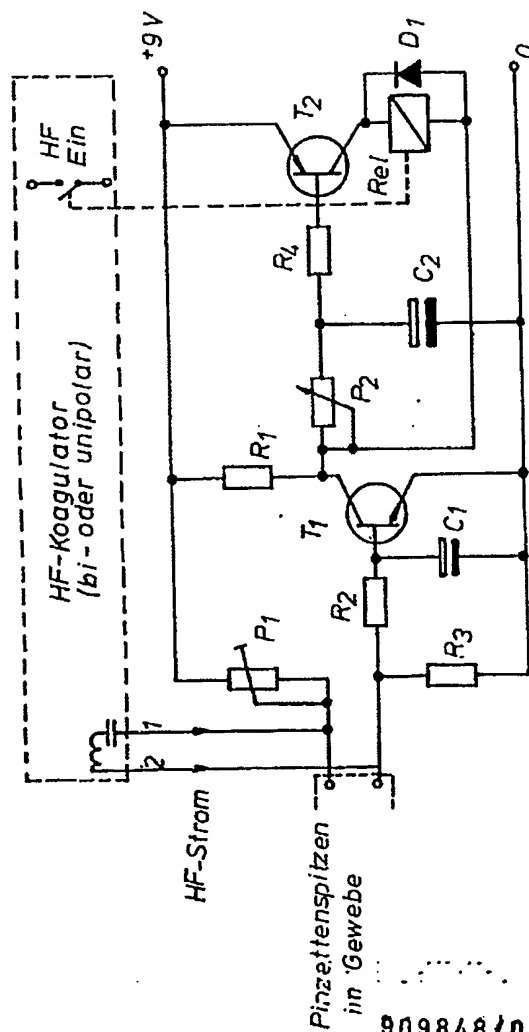 HF-Koagulator
(bi- oder unipolar)
HF
Ein
+9V
1
2
HF-Strom
P1
R1
T2
D1
Rel
R4
P2
C2
T1
R2
C1
R3
Pinzettenspitzen
im Gewebe
0